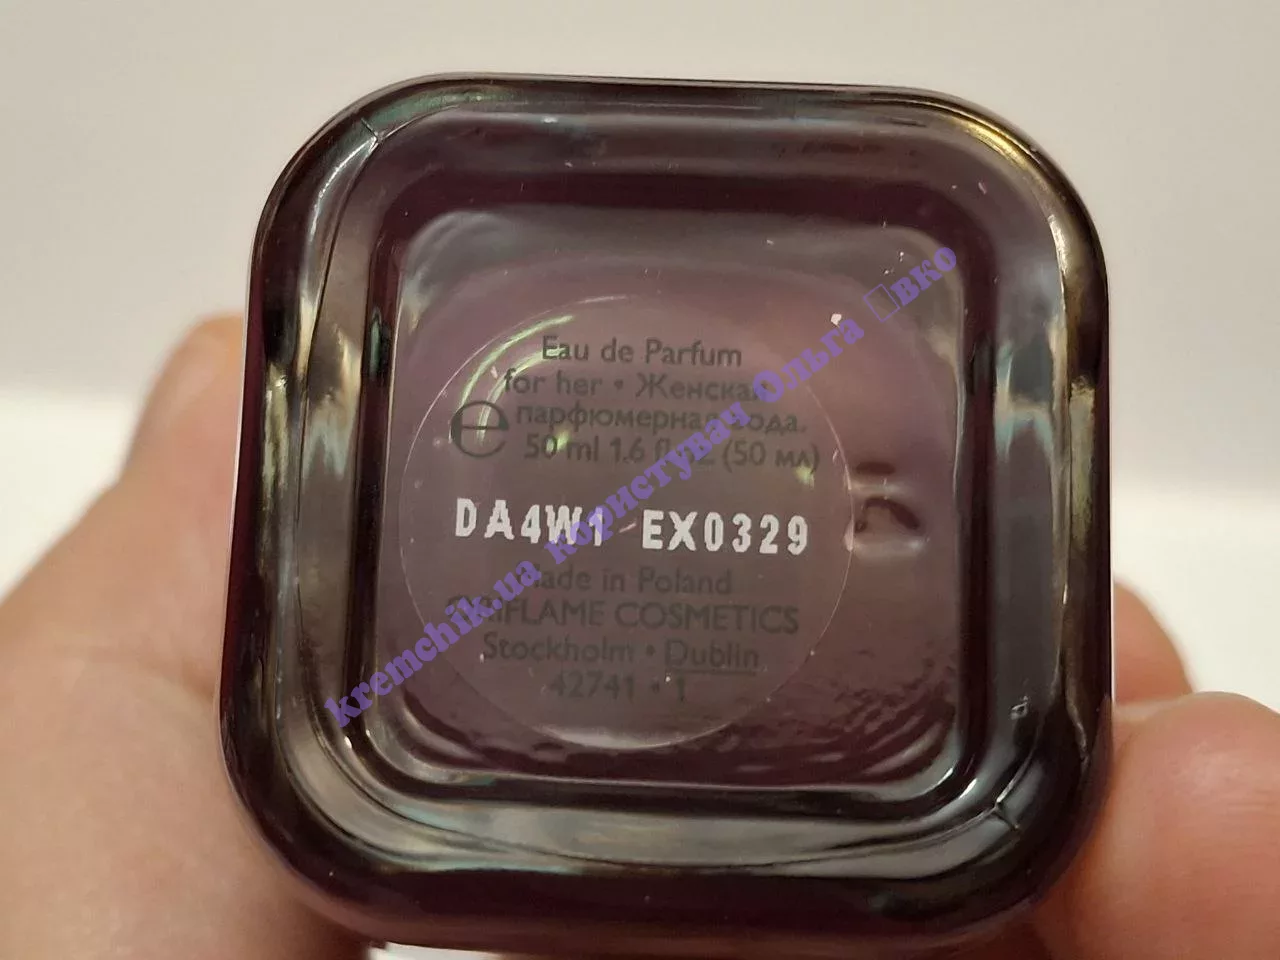 Eau de Parfum
for her • Женская
парфюмерная вода.
e 50 ml 1.6 fl oz (50 мл)
DA4W1 EX0329
Made in Poland
ORIFLAME COSMETICS
Stockholm • Dublin
42741 • 1
kremchik.ua користувач Ольга